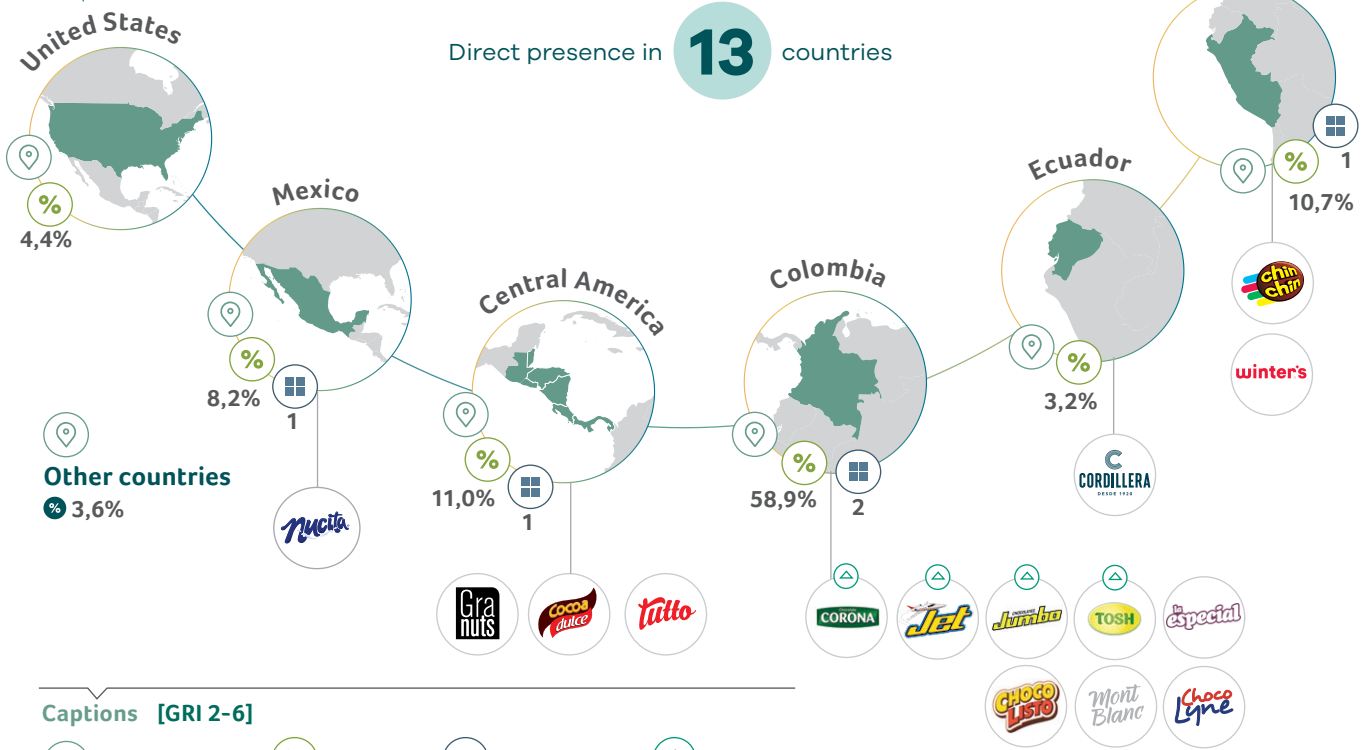 United States
Direct presence in 13 countries
%
4,4%
Mexico
%
8,2%
1
Nucita
Central America
%
11,0%
1
Gra
nuts
Cocoa
dulce
Tutto
Colombia
%
58,9%
2
Chocolate
CORONA
Jet
CHOCOLATINA
Jumbo
TOSH
la
especial
CHOCO
LISTO
Mont
Blanc
Choco
Lyne
Ecuador
%
3,2%
CORDILLERA
DESDE 1920
%
1
10,7%
chin
chin
winter's
Other countries
% 3,6%
Captions [GRI 2-6]